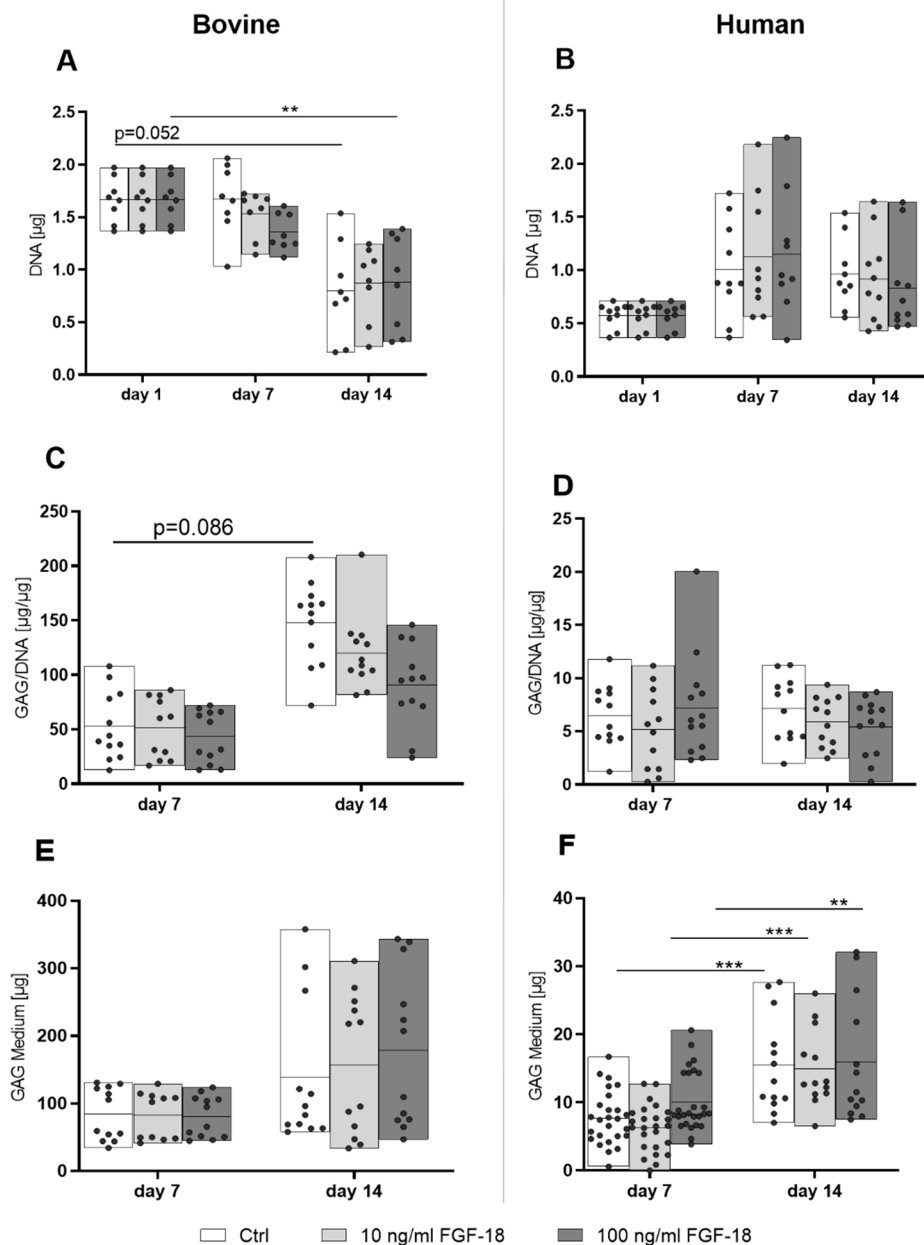 Bovine
Human
A
B
DNA [µg]
2.5
2.0
1.5
1.0
0.5
0.0
**
p=0.052
day 1
day 7
day 14
DNA [µg]
2.5
2.0
1.5
1.0
0.5
0.0
day 1
day 7
day 14
C
D
GAG/DNA [µg/µg]
250
200
150
100
50
0
p=0.086
day 7
day 14
GAG/DNA [µg/µg]
25
20
15
10
5
0
day 7
day 14
E
F
GAG Medium [µg]
400
300
200
100
0
day 7
day 14
GAG Medium [µg]
40
30
20
10
0
**
***
***
day 7
day 14
Ctrl
10 ng/ml FGF-18
100 ng/ml FGF-18